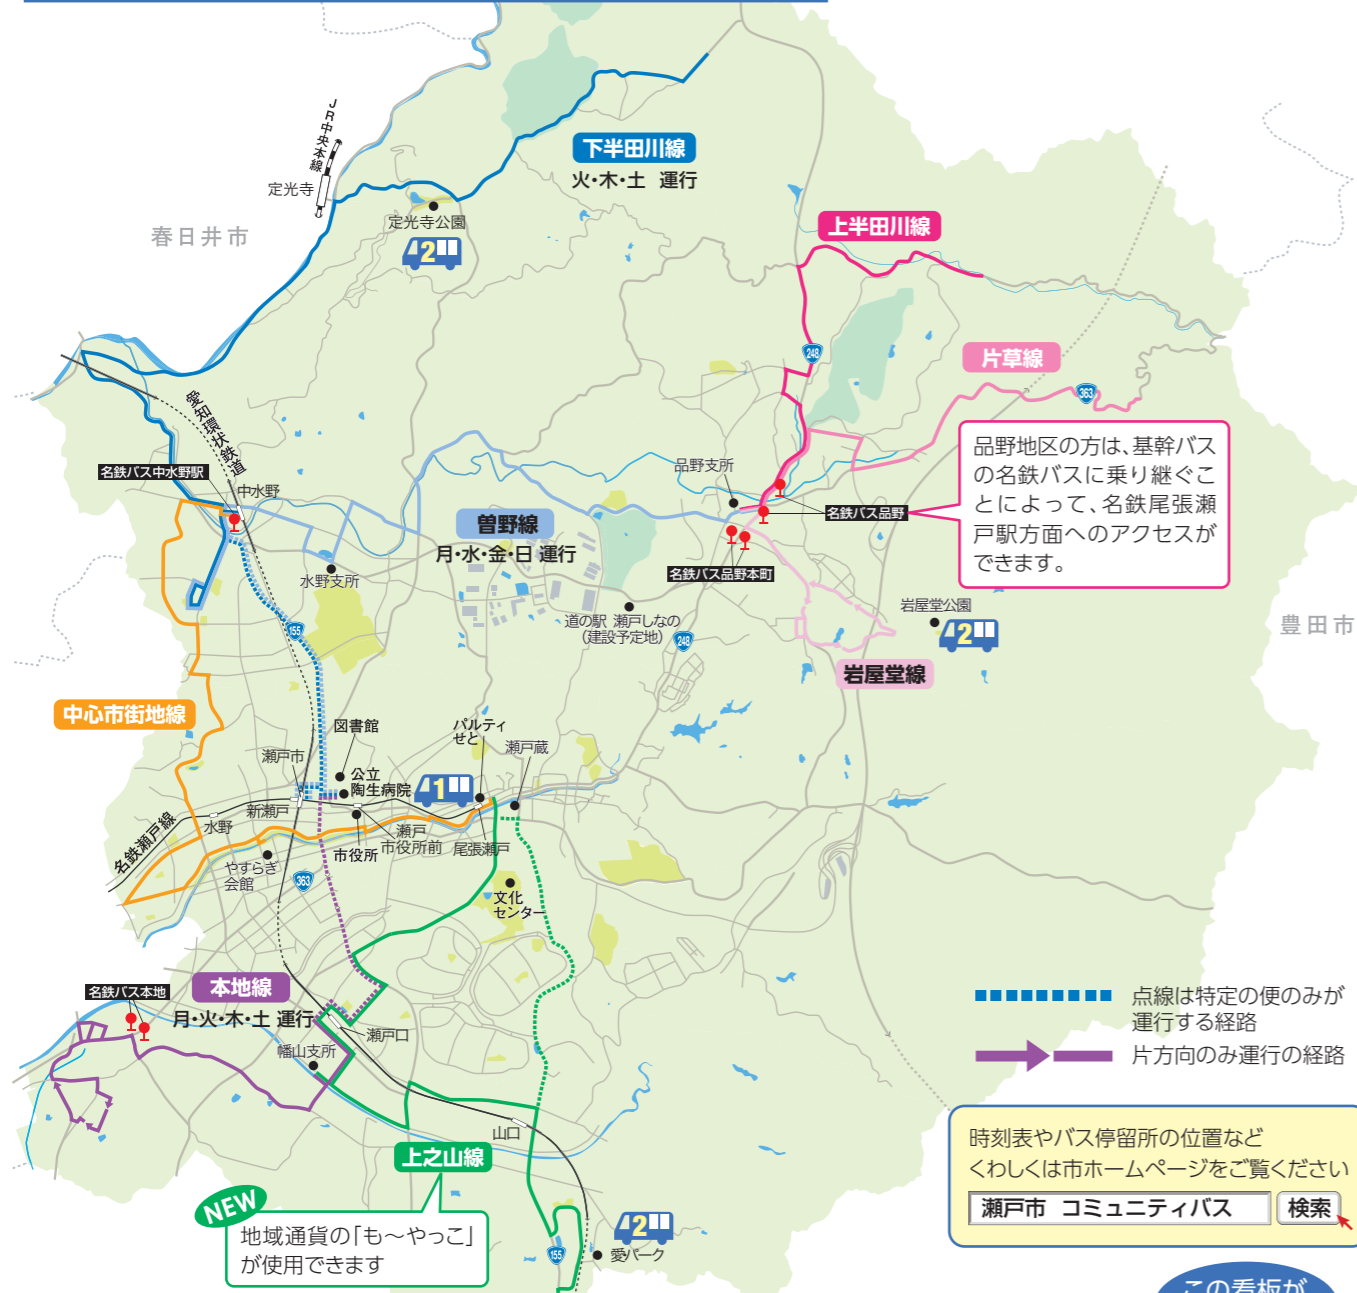 JR中央本線
定光寺
春日井市
定光寺公園
2
下半田川線
火・木・土 運行
上半田川線
248
片草線
363
品野地区の方は、基幹バス
の名鉄バスに乗り継ぐこ
とによって、名鉄尾張瀬
戸駅方面へのアクセスが
できます。
愛知環状鉄道
名鉄バス中水野駅
中水野
品野支所
名鉄バス品野
曽野線
月・水・金・日 運行
水野支所
名鉄バス品野本町
道の駅 瀬戸しなの
(建設予定地)
248
岩屋堂公園
2
豊田市
岩屋堂線
155
中心市街地線
図書館
パルティ
せと
瀬戸蔵
瀬戸市
公立
陶生病院
1
新瀬戸
水野
名鉄瀬戸線
市役所
瀬戸
市役所前
尾張瀬戸
やすらぎ
会館
363
文化
センター
名鉄バス本地
本地線
月・火・木・土 運行
瀬戸口
幡山支所
山口
上之山線
NEW
地域通貨の「も〜やっこ」
が使用できます
155
2
愛パーク
点線は特定の便のみが
運行する経路
片方向のみ運行の経路
時刻表やバス停留所の位置など
くわしくは市ホームページをご覧ください
瀬戸市 コミュニティバス
検索
この看板が